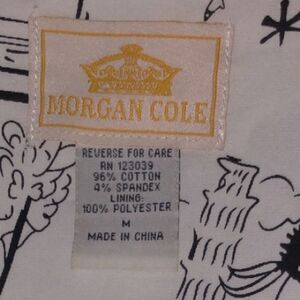 MORGAN COLE
REVERSE FOR CARE
RN 123039
96% COTTON
4% SPANDEX
LINING:
100% POLYESTER
M
MADE IN CHINA